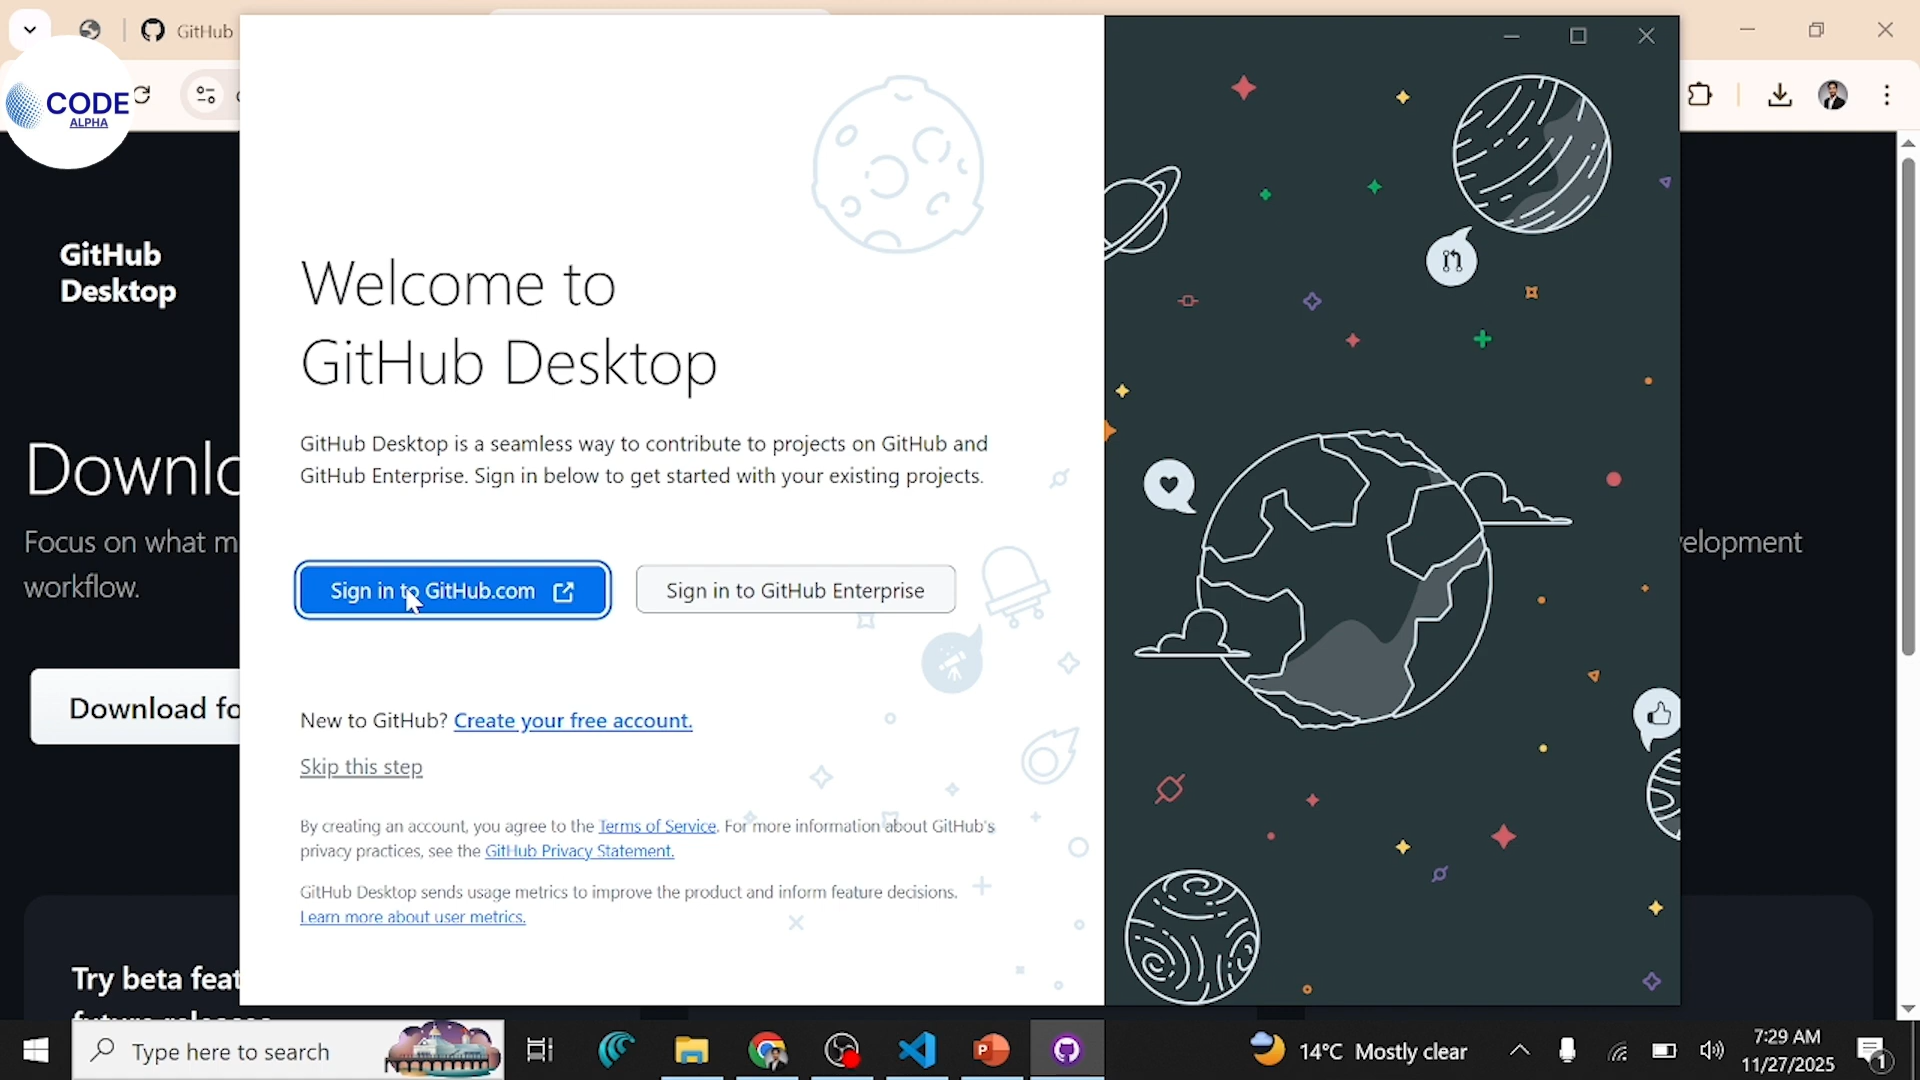 GitHub
CODE
ALPHA
GitHub
Desktop
Downlo
Focus on what m
workflow.
Download fo
Try beta feat
velopment
Welcome to
GitHub Desktop
GitHub Desktop is a seamless way to contribute to projects on GitHub and
GitHub Enterprise. Sign in below to get started with your existing projects.
Sign in to GitHub.com
Sign in to GitHub Enterprise
New to GitHub? Create your free account.
Skip this step
By creating an account, you agree to the Terms of Service. For more information about GitHub's
privacy practices, see the GitHub Privacy Statement.
GitHub Desktop sends usage metrics to improve the product and inform feature decisions.
Learn more about user metrics.
Type here to search
14°C Mostly clear
7:29 AM
11/27/2025
1